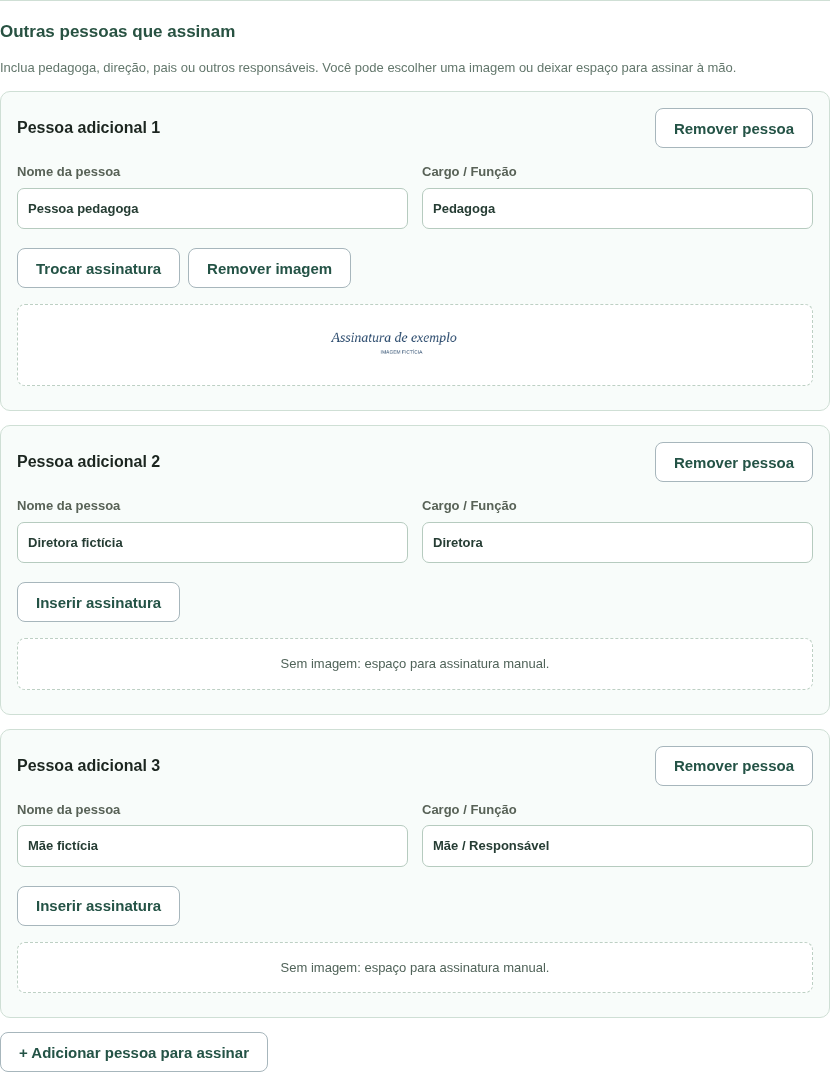 Outras pessoas que assinam
Inclua pedagoga, direção, pais ou outros responsáveis. Você pode escolher uma imagem ou deixar espaço para assinar à mão.
Pessoa adicional 1
Remover pessoa
Nome da pessoa
Cargo / Função
Pessoa pedagoga
Pedagoga
Trocar assinatura
Remover imagem
Assinatura de exemplo
IMAGEM FICTÍCIA
Pessoa adicional 2
Remover pessoa
Nome da pessoa
Cargo / Função
Diretora fictícia
Diretora
Inserir assinatura
Sem imagem: espaço para assinatura manual.
Pessoa adicional 3
Remover pessoa
Nome da pessoa
Cargo / Função
Mãe fictícia
Mãe / Responsável
Inserir assinatura
Sem imagem: espaço para assinatura manual.
+ Adicionar pessoa para assinar